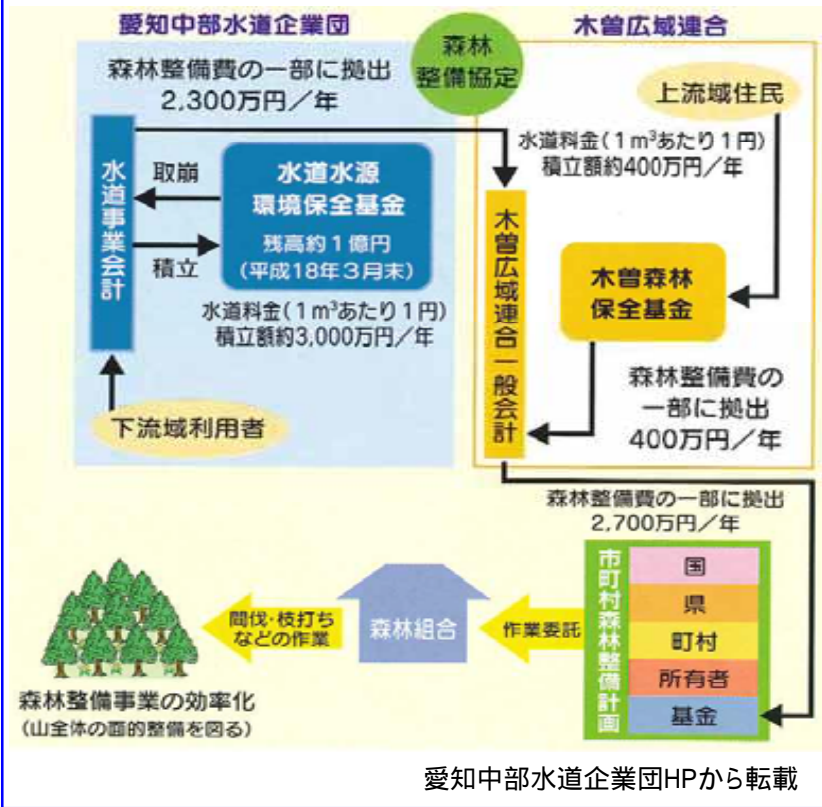 愛知中部水道企業団
木曽広域連合
森林
整備協定
森林整備費の一部に拠出
2,300万円／年
上流域住民
水道料金(１m³あたり１円)
積立額約400万円／年
水道事業会計
取崩
積立
水道水源
環境保全基金
残高約１億円
(平成18年３月末)
水道料金(１m³あたり１円)
積立額約3,000万円／年
下流域利用者
木曽広域連合一般会計
木曽森林
保全基金
森林整備費の
一部に拠出
400万円／年
森林整備費の一部に拠出
2,700万円／年
市町村森林整備計画
国
県
町村
所有者
基金
作業委託
森林組合
間伐・枝打ち
などの作業
森林整備事業の効率化
(山全体の面的整備を図る)
愛知中部水道企業団HPから転載